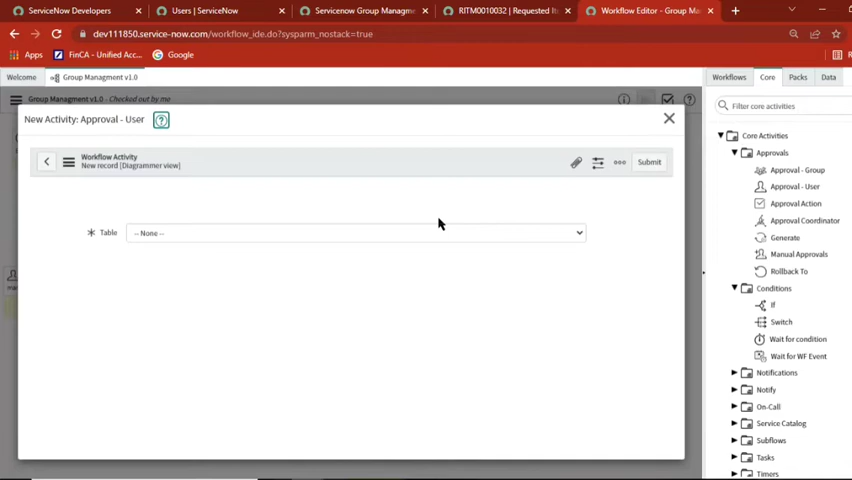 ServiceNow Developers
Users | ServiceNow
Servicenow Group Managm
RITM0010032 | Requested It
Workflow Editor - Group Ma
dev111850.service-now.com/workflow_ide.do?sysparm_nostack=true
Apps
FinCA - Unified Acc...
Google
Welcome
Group Managment v1.0
Workflows
Core
Packs
Data
Group Managment v1.0 - Checked out by me
Filter core activities
New Activity: Approval - User
Workflow Activity
New record [Diagrammer view]
Submit
Table
-- None --
Core Activities
Approvals
Approval - Group
Approval - User
Approval Action
Approval Coordinator
Generate
Manual Approvals
Rollback To
Conditions
If
Switch
Wait for condition
Wait for WF Event
Notifications
Notify
On-Call
Service Catalog
Subflows
Tasks
Timers